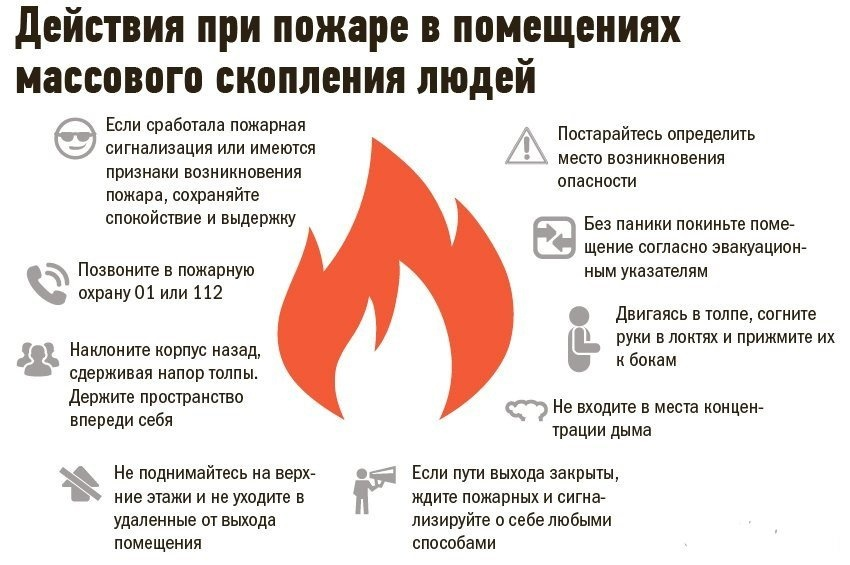 Действия при пожаре в помещениях
массового скопления людей
Если сработала пожарная
сигнализация или имеются
признаки возникновения
пожара, сохраняйте
спокойствие и выдержку
Постарайтесь определить
место возникновения
опасности
Позвоните в пожарную
охрану 01 или 112
Без паники покиньте поме-
щение согласно эвакуацион-
ным указателям
Наклоните корпус назад,
сдерживая напор толпы.
Держите пространство
впереди себя
Двигаясь в толпе, согните
руки в локтях и прижмите их
к бокам
Не входите в места концен-
трации дыма
Не поднимайтесь на верх-
ние этажи и не уходите в
удаленные от выхода
помещения
Если пути выхода закрыты,
ждите пожарных и сигна-
лизируйте о себе любыми
способами